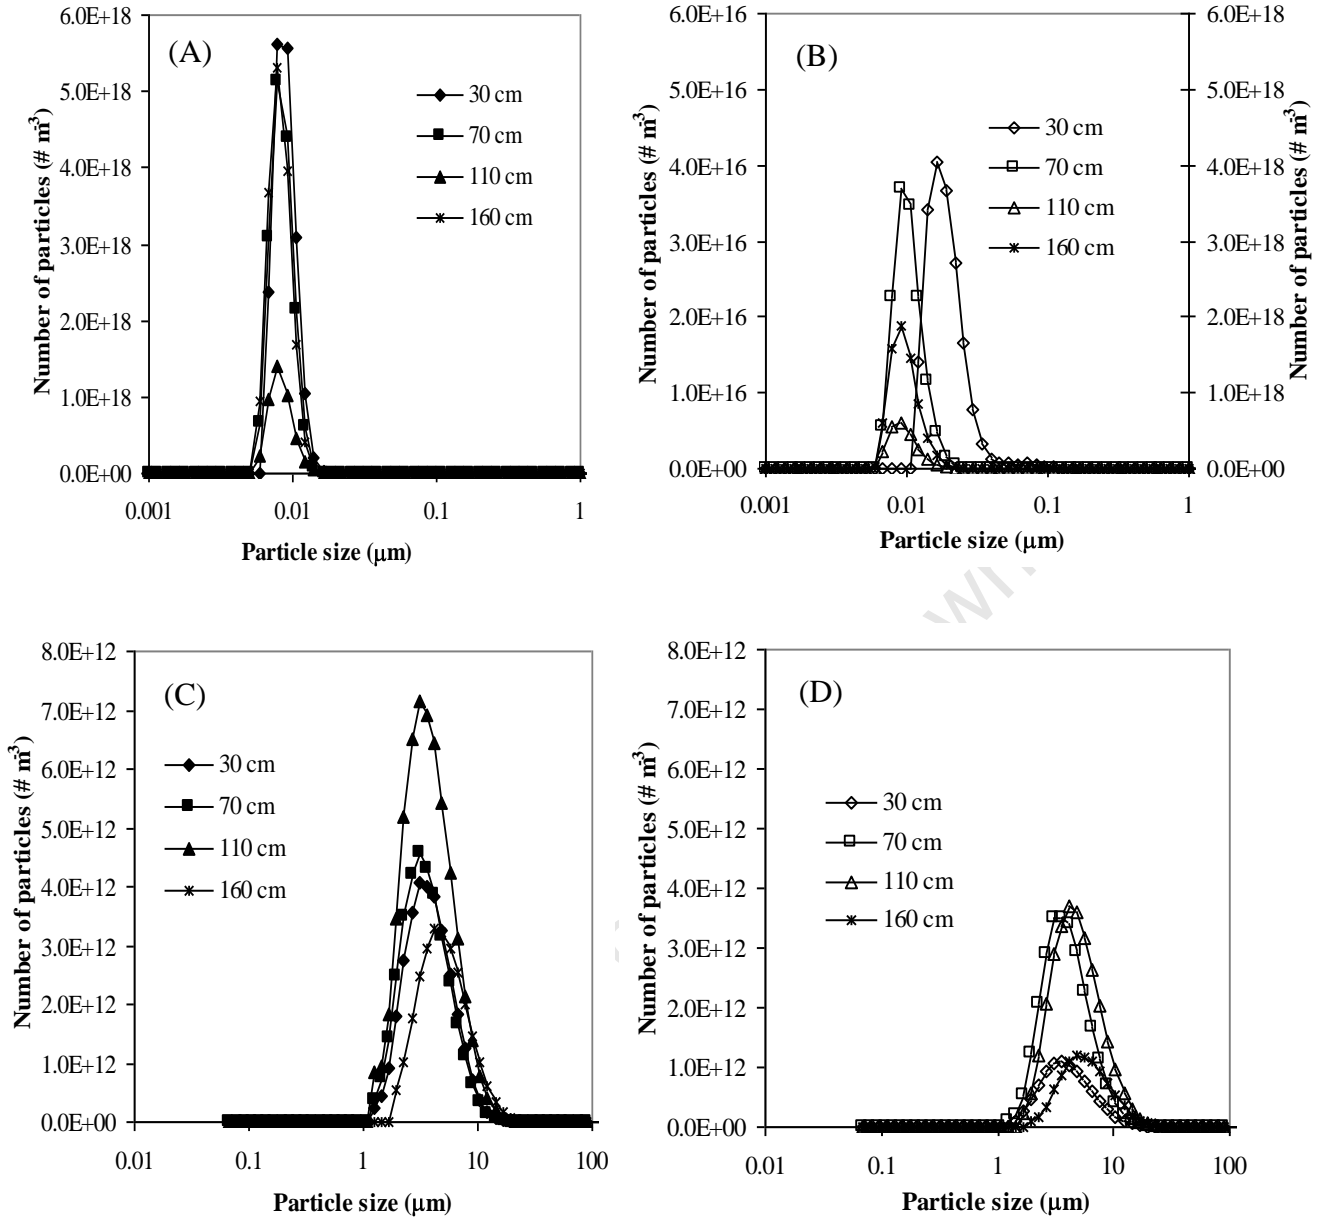 (A)
6.0E+18
5.0E+18
4.0E+18
3.0E+18
2.0E+18
1.0E+18
0.0E+00
Number of particles (# m-3)
30 cm
70 cm
110 cm
160 cm
0.001 0.01 0.1 1
Particle size (µm)
(B)
6.0E+16
5.0E+16
4.0E+16
3.0E+16
2.0E+16
1.0E+16
0.0E+00
Number of particles (# m-3)
30 cm
70 cm
110 cm
160 cm
6.0E+18
5.0E+18
4.0E+18
3.0E+18
2.0E+18
1.0E+18
0.0E+00
Number of particles (# m-3)
0.001 0.01 0.1 1
Particle size (µm)
(C)
8.0E+12
7.0E+12
6.0E+12
5.0E+12
4.0E+12
3.0E+12
2.0E+12
1.0E+12
0.0E+00
Number of particles (# m-3)
30 cm
70 cm
110 cm
160 cm
0.01 0.1 1 10 100
Particle size (µm)
(D)
8.0E+12
7.0E+12
6.0E+12
5.0E+12
4.0E+12
3.0E+12
2.0E+12
1.0E+12
0.0E+00
Number of particles (# m-3)
30 cm
70 cm
110 cm
160 cm
0.01 0.1 1 10 100
Particle size (µm)